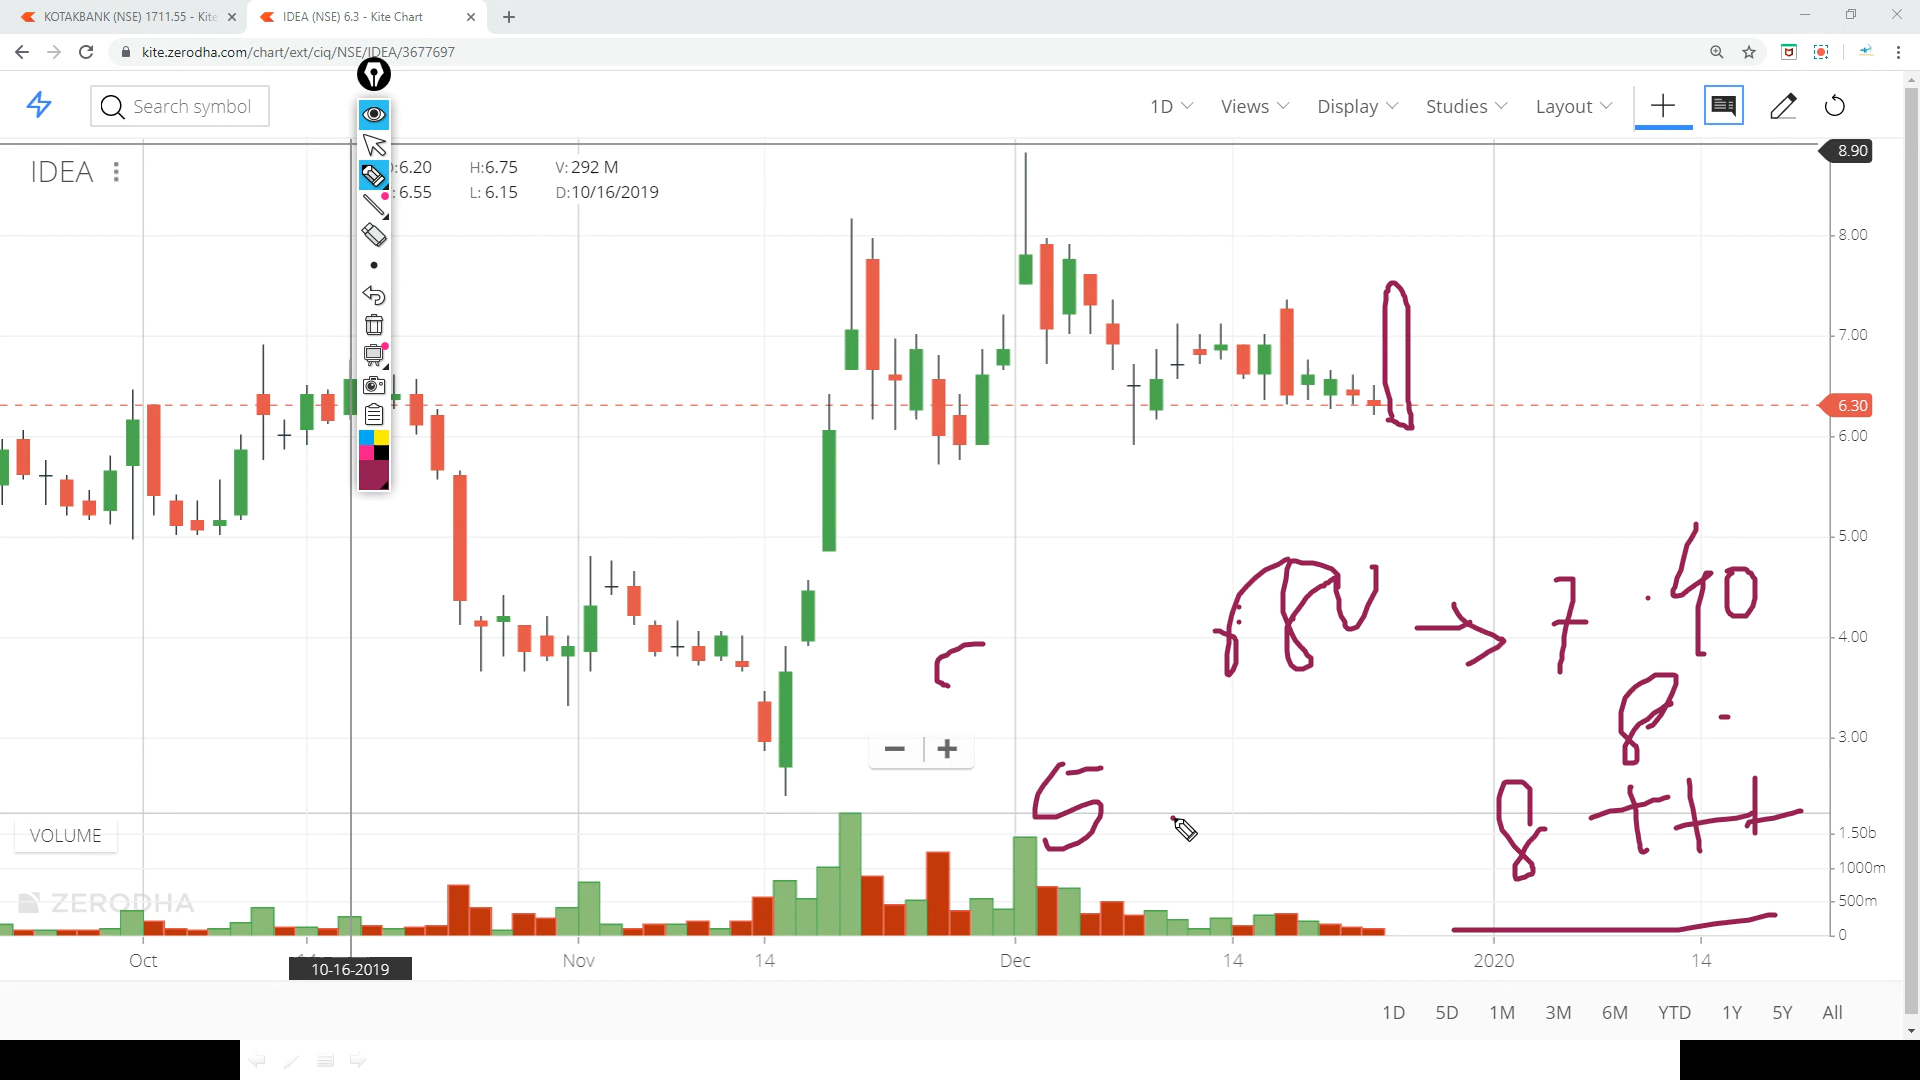 KOTAKBANK (NSE) 1711.55 - Kite
IDEA (NSE) 6.3 - Kite Chart
kite.zerodha.com/chart/ext/ciq/NSE/IDEA/3677697
Search symbol
1D Views Display Studies Layout
IDEA
:6.20 H:6.75 V:292 M
:6.55 L:6.15 D:10/16/2019
8.90
8.00
7.00
6.30
6.00
5.00
4.00
3.00
7.40
8
5
8
VOLUME
1.50b
1000m
500m
0
ZERODHA
Oct Nov 14 Dec 14 2020 14
10-16-2019
1D 5D 1M 3M 6M YTD 1Y 5Y All